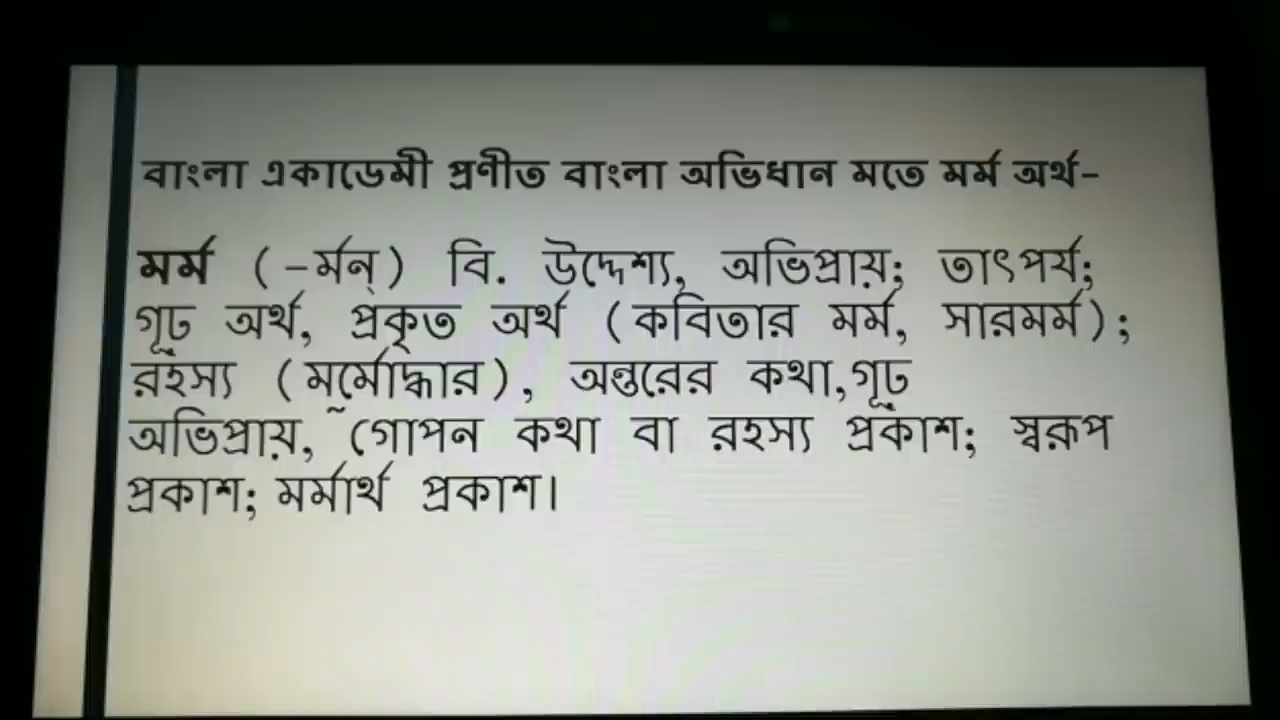 বাংলা একাডেমী প্রণীত বাংলা অভিধান মতে মর্ম অর্থ-
মর্ম (-র্মন্) বি. উদ্দেশ্য, অভিপ্রায়; তাৎপর্য;
গূঢ় অর্থ, প্রকৃত অর্থ (কবিতার মর্ম, সারমর্ম);
রহস্য (মর্মোদ্ধার), অন্তরের কথা,গূঢ়
অভিপ্রায়, গোপন কথা বা রহস্য প্রকাশ; স্বরূপ
প্রকাশ; মর্মার্থ প্রকাশ।